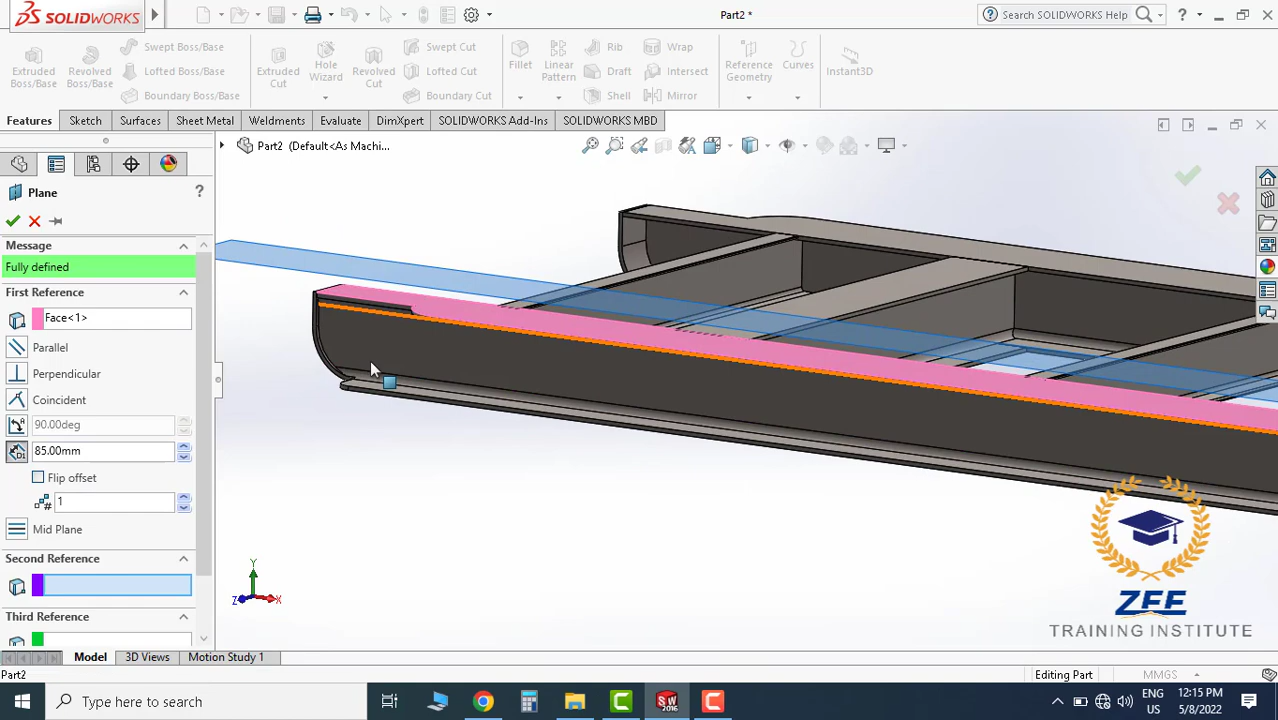 SOLIDWORKS
Part2 *
Search SOLIDWORKS Help
Extruded Boss/Base
Revolved Boss/Base
Swept Boss/Base
Lofted Boss/Base
Boundary Boss/Base
Extruded Cut
Hole Wizard
Revolved Cut
Swept Cut
Lofted Cut
Boundary Cut
Fillet
Linear Pattern
Rib
Draft
Shell
Wrap
Intersect
Mirror
Reference Geometry
Curves
Instant3D
Features
Sketch
Surfaces
Sheet Metal
Weldments
Evaluate
DimXpert
SOLIDWORKS Add-Ins
SOLIDWORKS MBD
Part2 (Default<As Machi...
Plane
?
Message
Fully defined
First Reference
Face<1>
Parallel
Perpendicular
Coincident
90.00deg
85.00mm
Flip offset
1
Mid Plane
Second Reference
Third Reference
Y
Z
X
ZFE
TRAINING INSTITUTE
Model
3D Views
Motion Study 1
Part2
Editing Part
MMGS
Type here to search
SW
2016
ENG
US
12:15 PM
5/8/2022